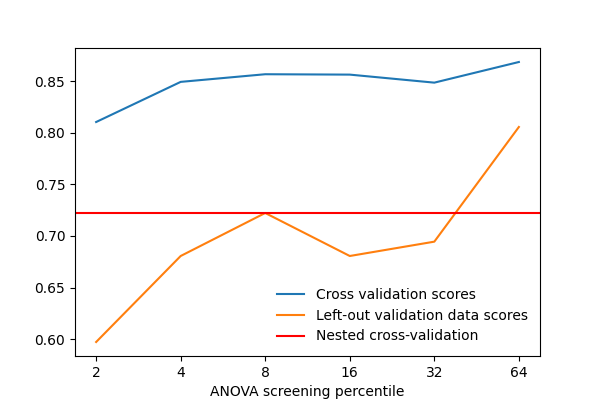 0.85
0.80
0.75
0.70
0.65
0.60
Cross validation scores
Left-out validation data scores
Nested cross-validation
2 4 8 16 32 64
ANOVA screening percentile